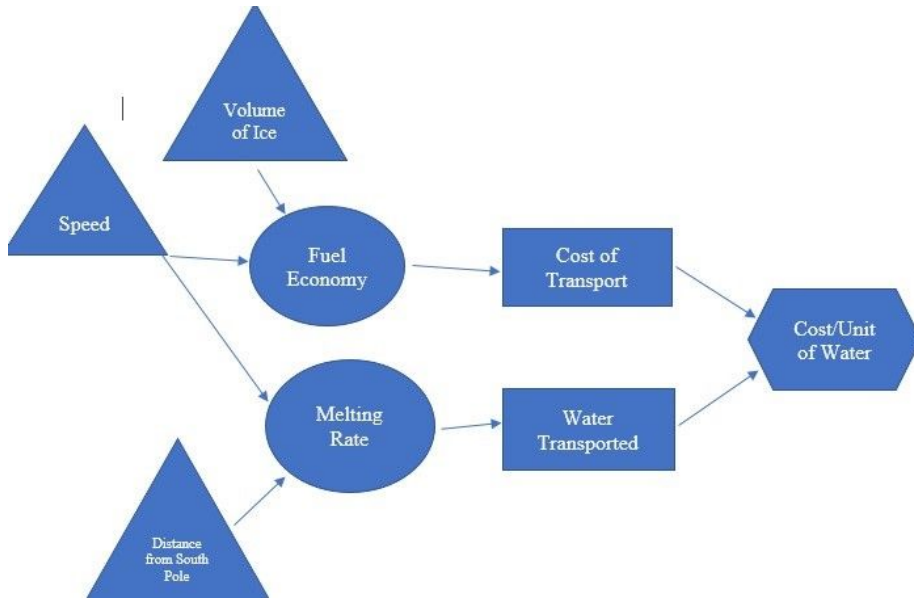 Volume
of Ice
Speed
Fuel
Economy
Cost of
Transport
Cost/Unit
of Water
Melting
Rate
Water
Transported
Distance
from South
Pole